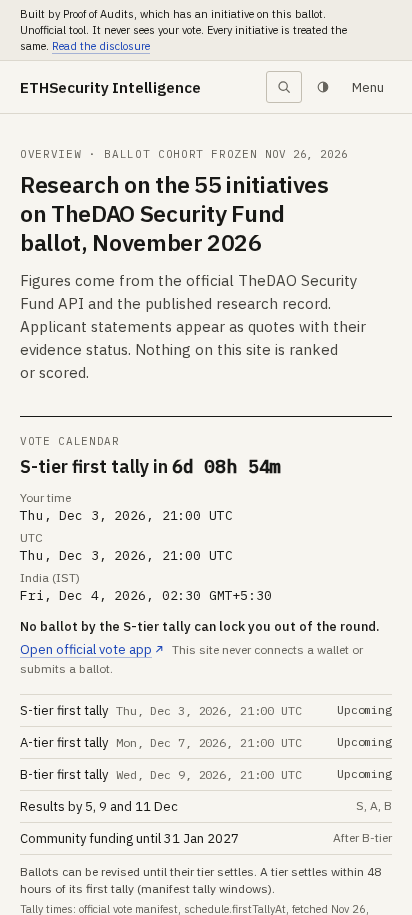 Built by Proof of Audits, which has an initiative on this ballot.
Unofficial tool. It never sees your vote. Every initiative is treated the
same. Read the disclosure
ETHSecurity Intelligence
Menu
OVERVIEW · BALLOT COHORT FROZEN NOV 26, 2026
Research on the 55 initiatives
on TheDAO Security Fund
ballot, November 2026
Figures come from the official TheDAO Security
Fund API and the published research record.
Applicant statements appear as quotes with their
evidence status. Nothing on this site is ranked
or scored.
VOTE CALENDAR
S-tier first tally in 6d 08h 54m
Your time
Thu, Dec 3, 2026, 21:00 UTC
UTC
Thu, Dec 3, 2026, 21:00 UTC
India (IST)
Fri, Dec 4, 2026, 02:30 GMT+5:30
No ballot by the S-tier tally can lock you out of the round.
Open official vote app ↗ This site never connects a wallet or
submits a ballot.
S-tier first tally Thu, Dec 3, 2026, 21:00 UTC Upcoming
A-tier first tally Mon, Dec 7, 2026, 21:00 UTC Upcoming
B-tier first tally Wed, Dec 9, 2026, 21:00 UTC Upcoming
Results by 5, 9 and 11 Dec S, A, B
Community funding until 31 Jan 2027 After B-tier
Ballots can be revised until their tier settles. A tier settles within 48
hours of its first tally (manifest tally windows).
Tally times: official vote manifest, schedule.firstTallyAt, fetched Nov 26,